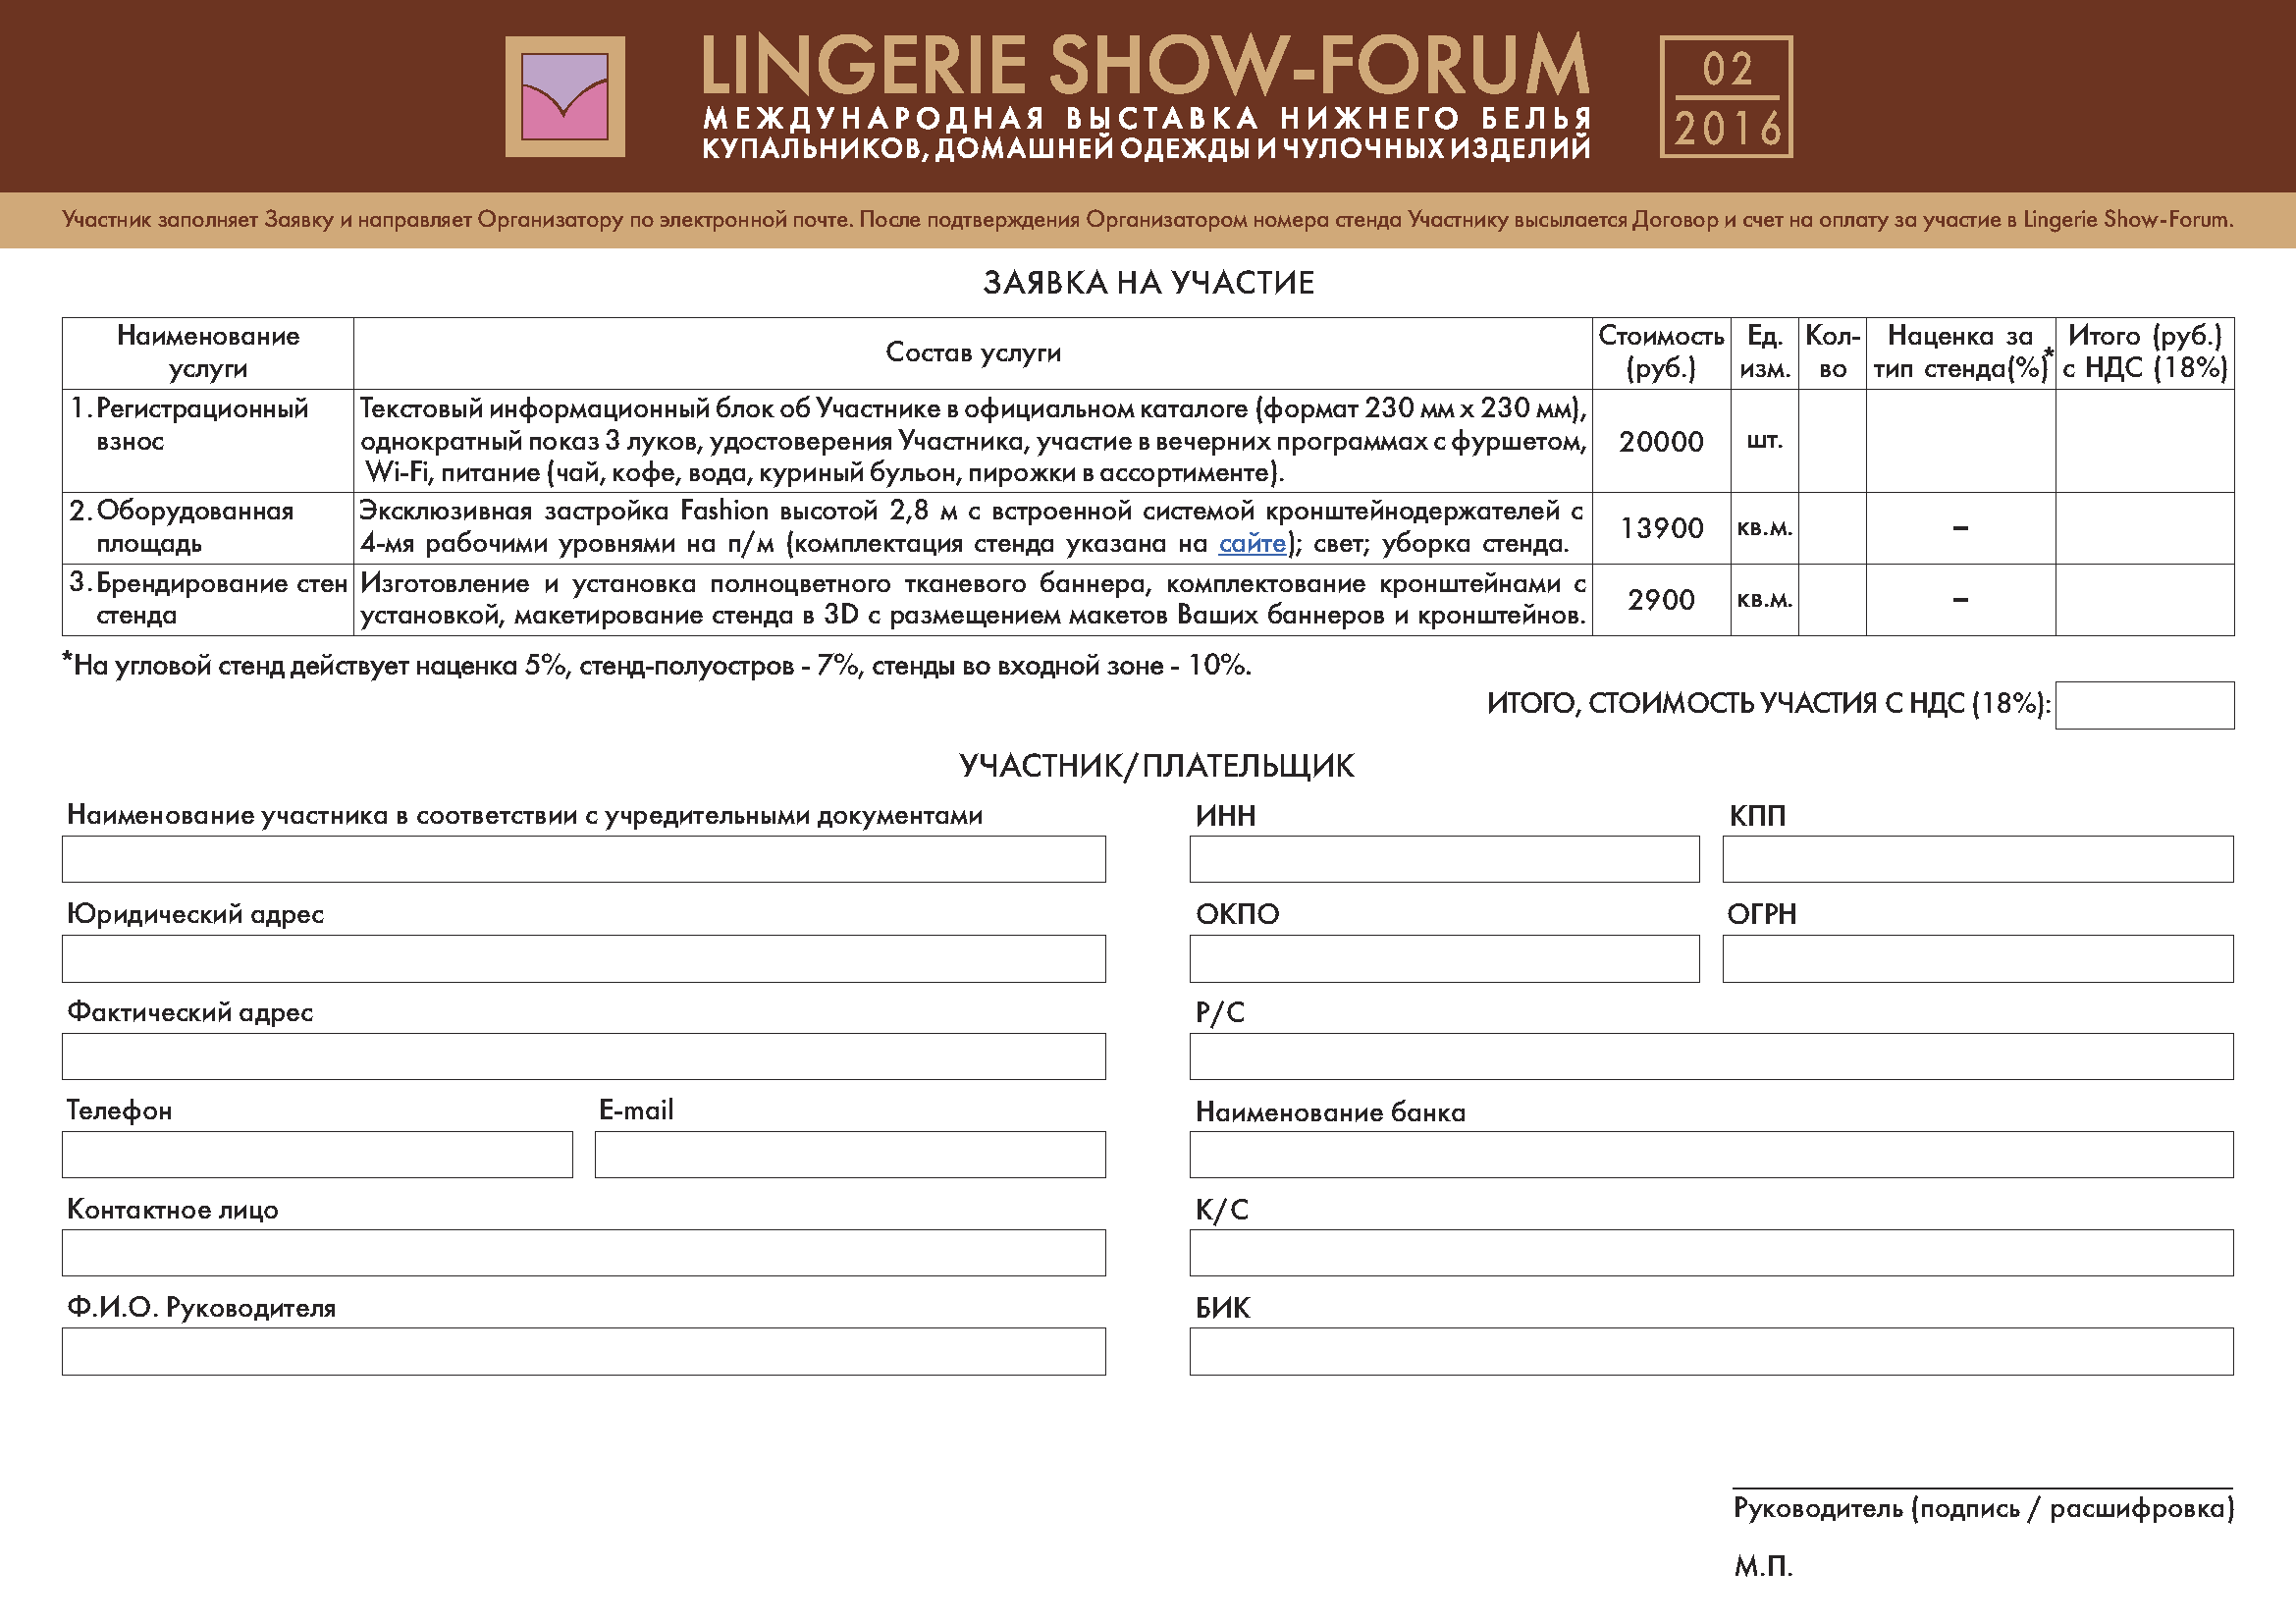 LINGERIE SHOW-FORUM
МЕЖДУНАРОДНАЯ ВЫСТАВКА НИЖНЕГО БЕЛЬЯ
КУПАЛЬНИКОВ, ДОМАШНЕЙ ОДЕЖДЫ И ЧУЛОЧНЫХ ИЗДЕЛИЙ
02
2016
Участник заполняет Заявку и направляет Организатору по электронной почте. После подтверждения Организатором номера стенда Участнику высылается Договор и счет на оплату за участие в Lingerie Show-Forum.
ЗАЯВКА НА УЧАСТИЕ
Наименование
услуги
Состав услуги
Стоимость
(руб.)
Ед.
изм.
Кол-
во
Наценка за
тип стенда(%)*
Итого (руб.)
с НДС (18%)
1. Регистрационный
взнос
Текстовый информационный блок об Участнике в официальном каталоге (формат 230 мм х 230 мм),
однократный показ 3 луков, удостоверения Участника, участие в вечерних программах с фуршетом,
Wi-Fi, питание (чай, кофе, вода, куриный бульон, пирожки в ассортименте).
20000
шт.
2. Оборудованная
площадь
Эксклюзивная застройка Fashion высотой 2,8 м с встроенной системой кронштейнодержателей с
4-мя рабочими уровнями на п/м (комплектация стенда указана на сайте); свет; уборка стенда.
13900
кв.м.
–
3. Брендирование стен
стенда
Изготовление и установка полноцветного тканевого баннера, комплектование кронштейнами с
установкой, макетирование стенда в 3D с размещением макетов Ваших баннеров и кронштейнов.
2900
кв.м.
–
*На угловой стенд действует наценка 5%, стенд-полуостров - 7%, стенды во входной зоне - 10%.
ИТОГО, СТОИМОСТЬ УЧАСТИЯ С НДС (18%):
УЧАСТНИК/ПЛАТЕЛЬЩИК
Наименование участника в соответствии с учредительными документами
ИНН
КПП
Юридический адрес
ОКПО
ОГРН
Фактический адрес
Р/С
Телефон
E-mail
Наименование банка
Контактное лицо
К/С
Ф.И.О. Руководителя
БИК
Руководитель (подпись / расшифровка)
М.П.